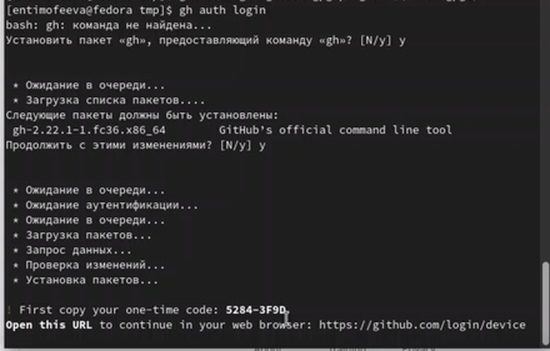 [entimofeeva@fedora tmp]$ gh auth login
bash: gh: команда не найдена...
Установить пакет «gh», предоставляющий команду «gh»? [N/y] y
* Ожидание в очереди...
* Загрузка списка пакетов....
Следующие пакеты должны быть установлены:
gh-2.22.1-1.fc36.x86_64 GitHub's official command line tool
Продолжить с этими изменениями? [N/y] y
* Ожидание в очереди...
* Ожидание аутентификации...
* Ожидание в очереди...
* Загрузка пакетов...
* Запрос данных...
* Проверка изменений...
* Установка пакетов...
! First copy your one-time code: 5284-3F9D
Open this URL to continue in your web browser: https://github.com/login/device